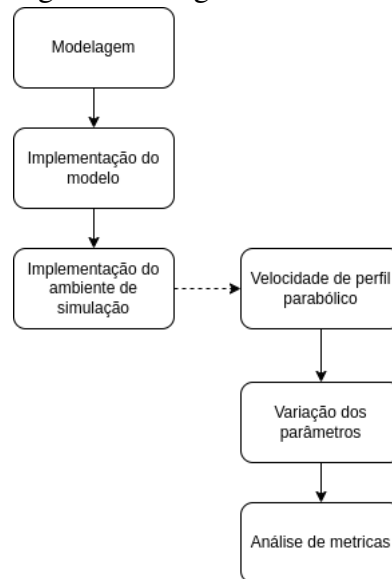 Modelagem
Implementação do
modelo
Implementação do
ambiente de
simulação
Velocidade de perfil
parabólico
Variação dos
parâmetros
Análise de metricas